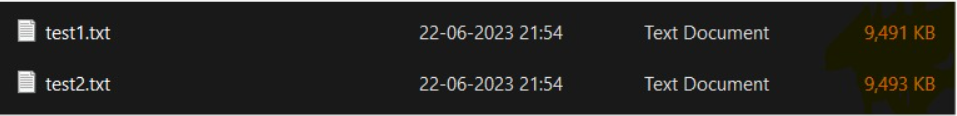 test1.txt 22-06-2023 21:54 Text Document 9,491 KB
test2.txt 22-06-2023 21:54 Text Document 9,493 KB